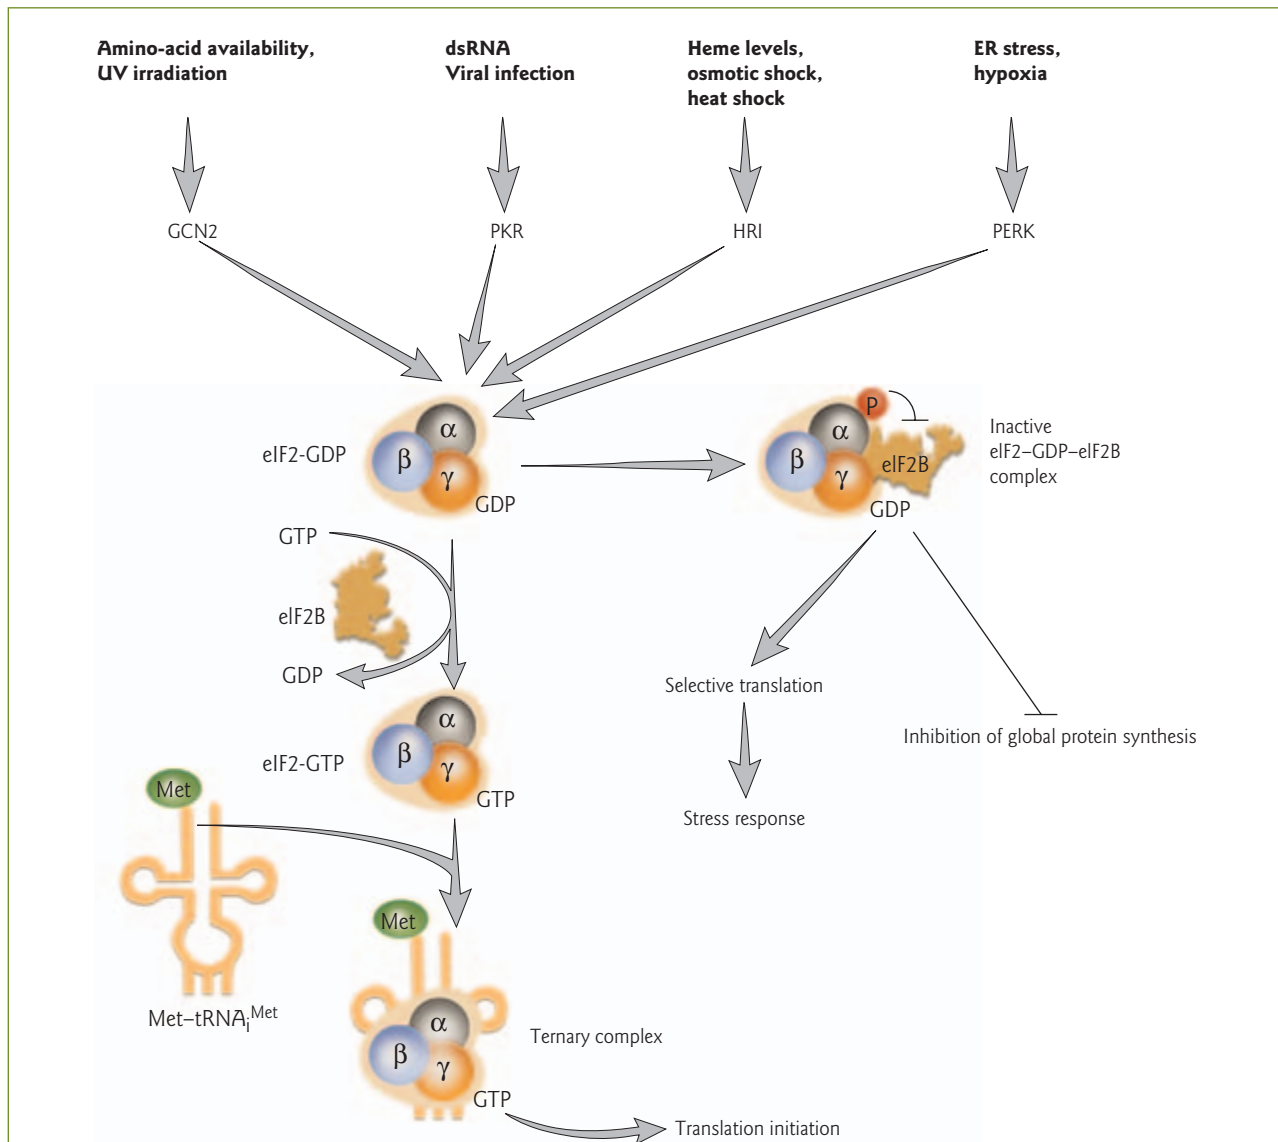 Amino-acid availability,
UV irradiation
dsRNA
Viral infection
Heme levels,
osmotic shock,
heat shock
ER stress,
hypoxia
GCN2
PKR
HRI
PERK
eIF2-GDP
α
β
γ
GDP
P
α
β
γ
eIF2B
GDP
Inactive
eIF2–GDP–eIF2B
complex
GTP
eIF2B
GDP
Selective translation
Inhibition of global protein synthesis
Stress response
eIF2-GTP
α
β
γ
GTP
Met
Met–tRNAiMet
Met
α
β
γ
GTP
Ternary complex
Translation initiation